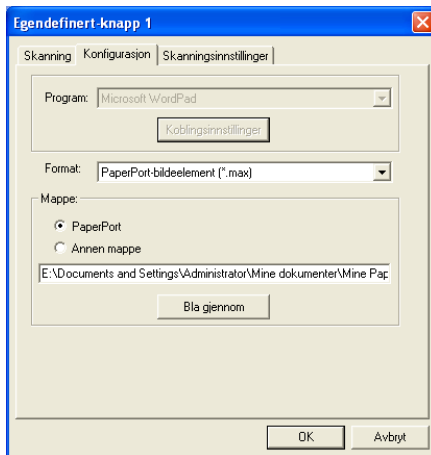 Egendefinert-knapp 1
Skanning Konfigurasjon Skanningsinnstillinger
Program: Microsoft WordPad
Koblingsinnstillinger
Format: PaperPort-bildeelement (*.max)
Mappe:
PaperPort
Annen mappe
E:\Documents and Settings\Administrator\Mine dokumenter\Mine Pap
Bla gjennom
OK Avbryt